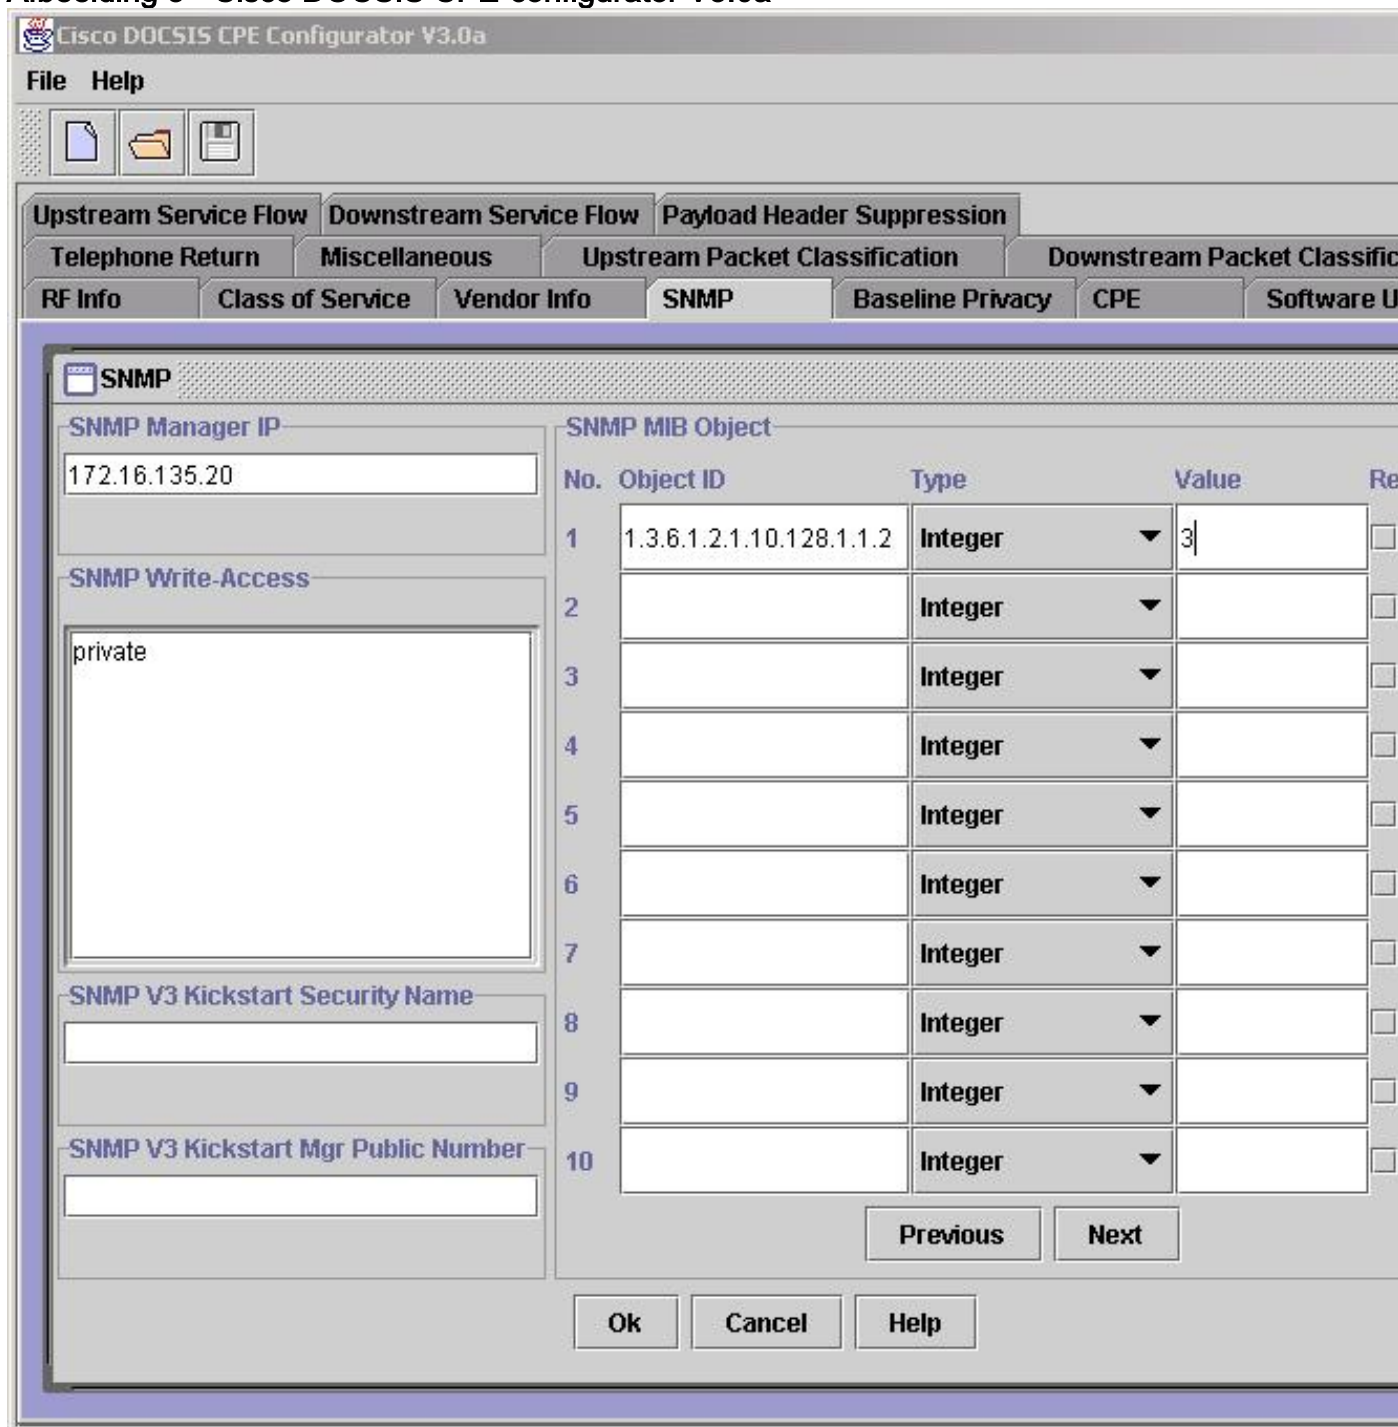 Cisco DOCSIS CPE Configurator V3.0a
File Help
Upstream Service Flow Downstream Service Flow Payload Header Suppression
Telephone Return Miscellaneous Upstream Packet Classification Downstream Packet Classific
RF Info Class of Service Vendor Info SNMP Baseline Privacy CPE Software U
SNMP
SNMP Manager IP
172.16.135.20
SNMP Write-Access
private
SNMP V3 Kickstart Security Name
SNMP V3 Kickstart Mgr Public Number
SNMP MIB Object
No. Object ID Type Value Re
1 1.3.6.1.2.1.10.128.1.1.2 Integer 3
2 Integer
3 Integer
4 Integer
5 Integer
6 Integer
7 Integer
8 Integer
9 Integer
10 Integer
Previous Next
Ok Cancel Help